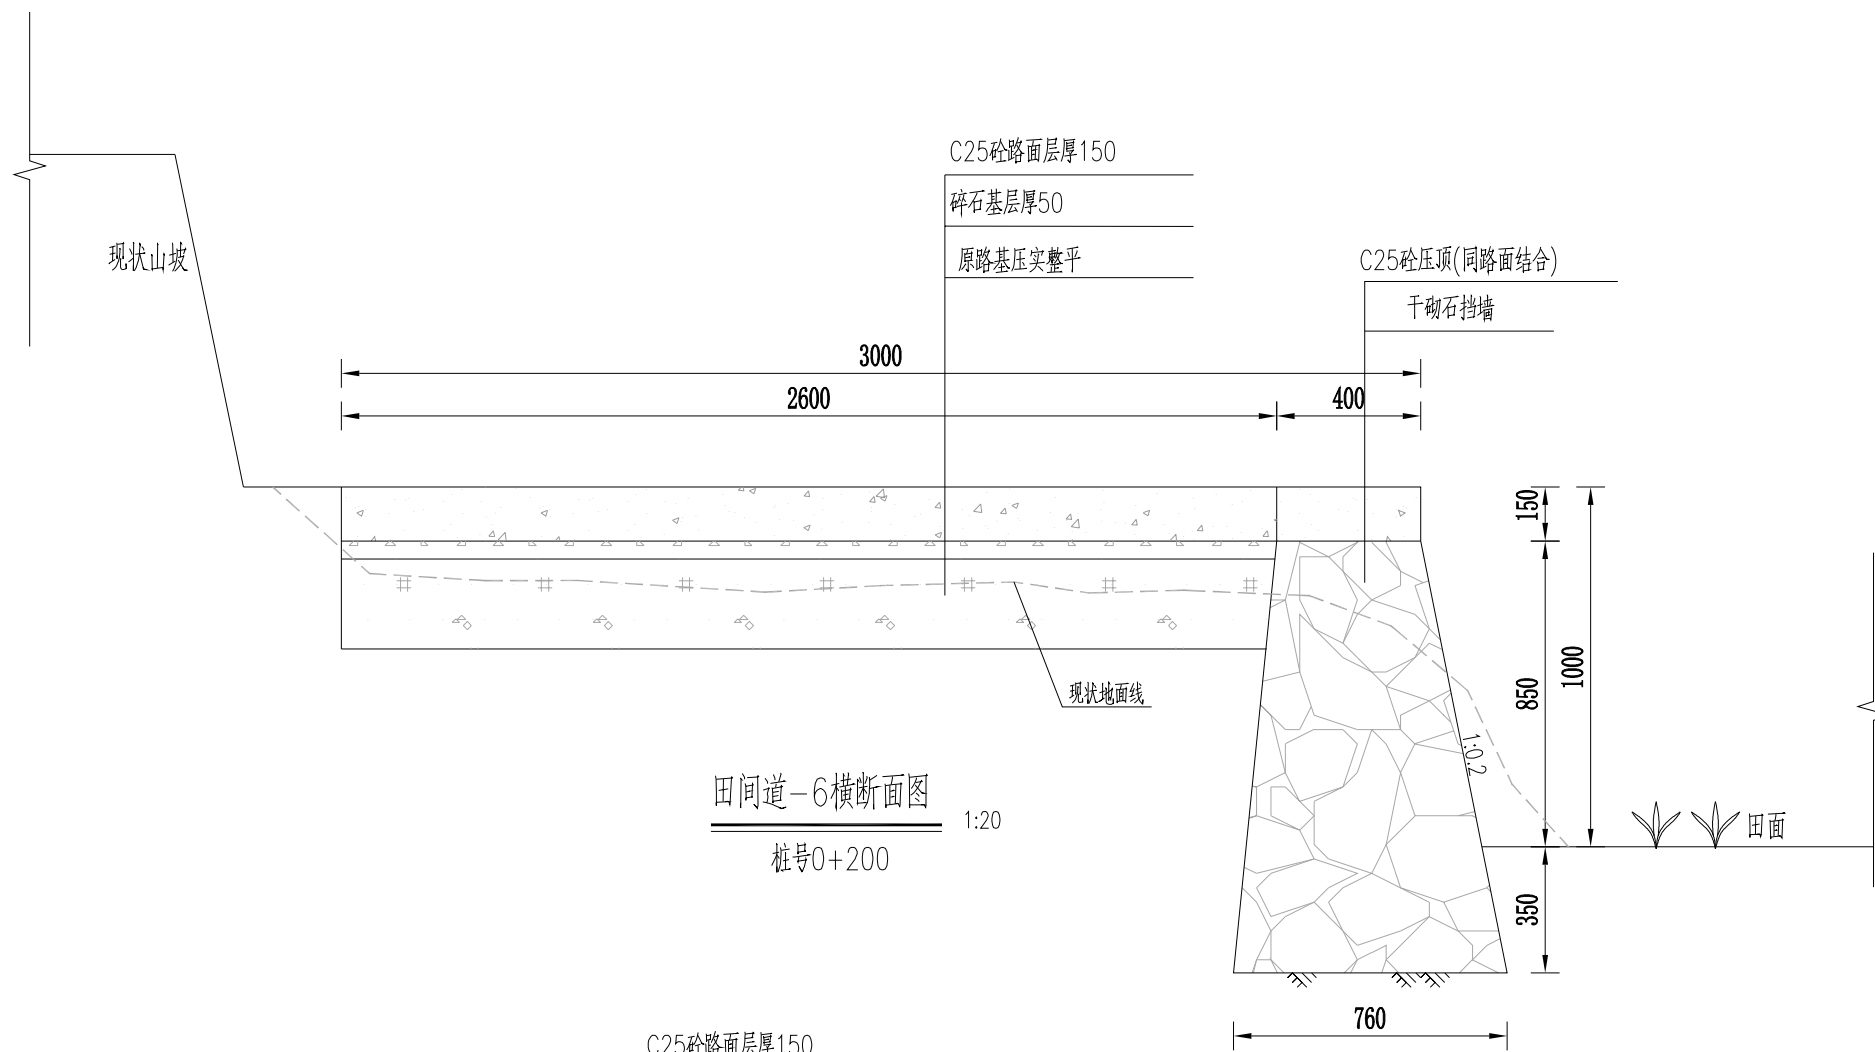 C25砼路面层厚150
碎石基层厚50
原路基压实整平
现状山坡
C25砼压顶(同路面结合)
干砌石挡墙
3000
2600
400
150
850
1000
350
现状地面线
1:0.2
田间道-6横断面图
1:20
桩号0+200
田面
760
C25砼路面层厚150